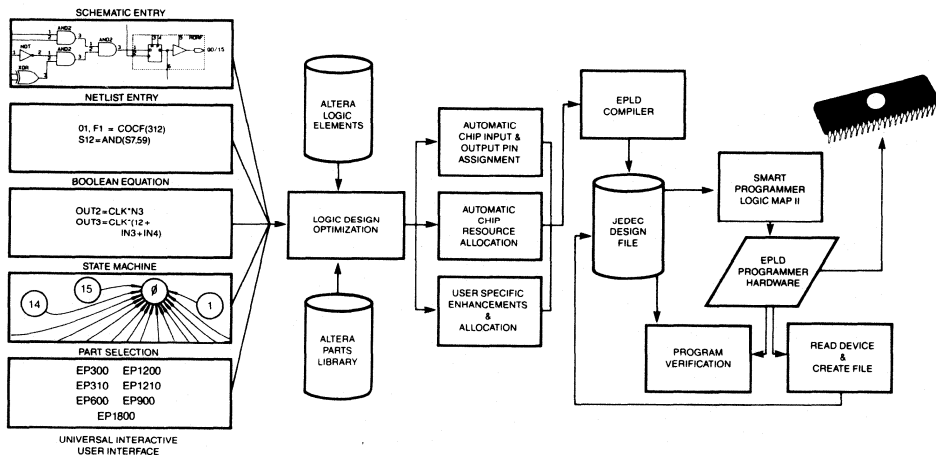 SCHEMATIC ENTRY
AND2
AND2
NOT
AND2
XOR
RORF
NETLIST ENTRY
01, F1 = COCF(312)
S12=AND(S7,59)
BOOLEAN EQUATION
OUT2=CLK*N3
OUT3=CLK*(12+
IN3+IN4)
STATE MACHINE
14
15
Ø
1
PART SELECTION
EP300 EP1200
EP310 EP1210
EP600 EP900
EP1800
UNIVERSAL INTERACTIVE
USER INTERFACE
ALTERA
LOGIC
ELEMENTS
LOGIC DESIGN
OPTIMIZATION
ALTERA
PARTS
LIBRARY
AUTOMATIC
CHIP INPUT &
OUTPUT PIN
ASSIGNMENT
AUTOMATIC
CHIP
RESOURCE
ALLOCATION
USER SPECIFIC
ENHANCEMENTS
& ALLOCATION
EPLD
COMPILER
JEDEC
DESIGN
FILE
SMART
PROGRAMMER
LOGIC MAP II
EPLD
PROGRAMMER
HARDWARE
PROGRAM
VERIFICATION
READ DEVICE
&
CREATE FILE